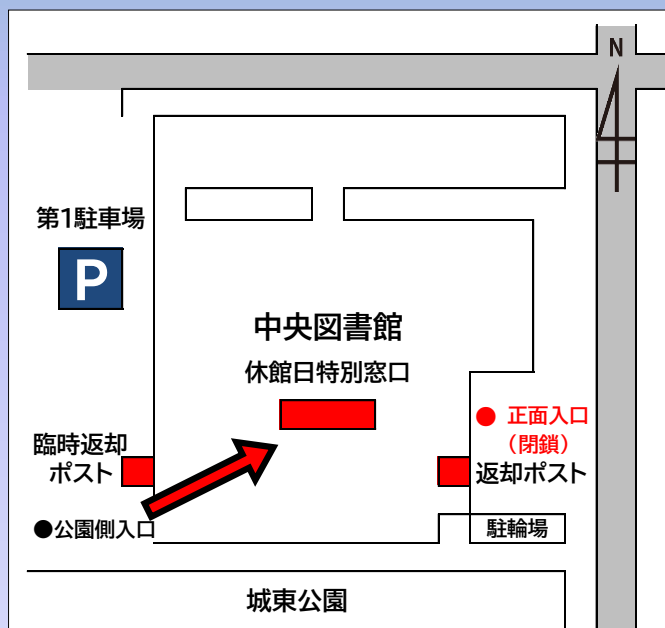 N
第1駐車場
P
中央図書館
休館日特別窓口
● 正面入口
(閉鎖)
臨時返却
ポスト
返却ポスト
●公園側入口
駐輪場
城東公園